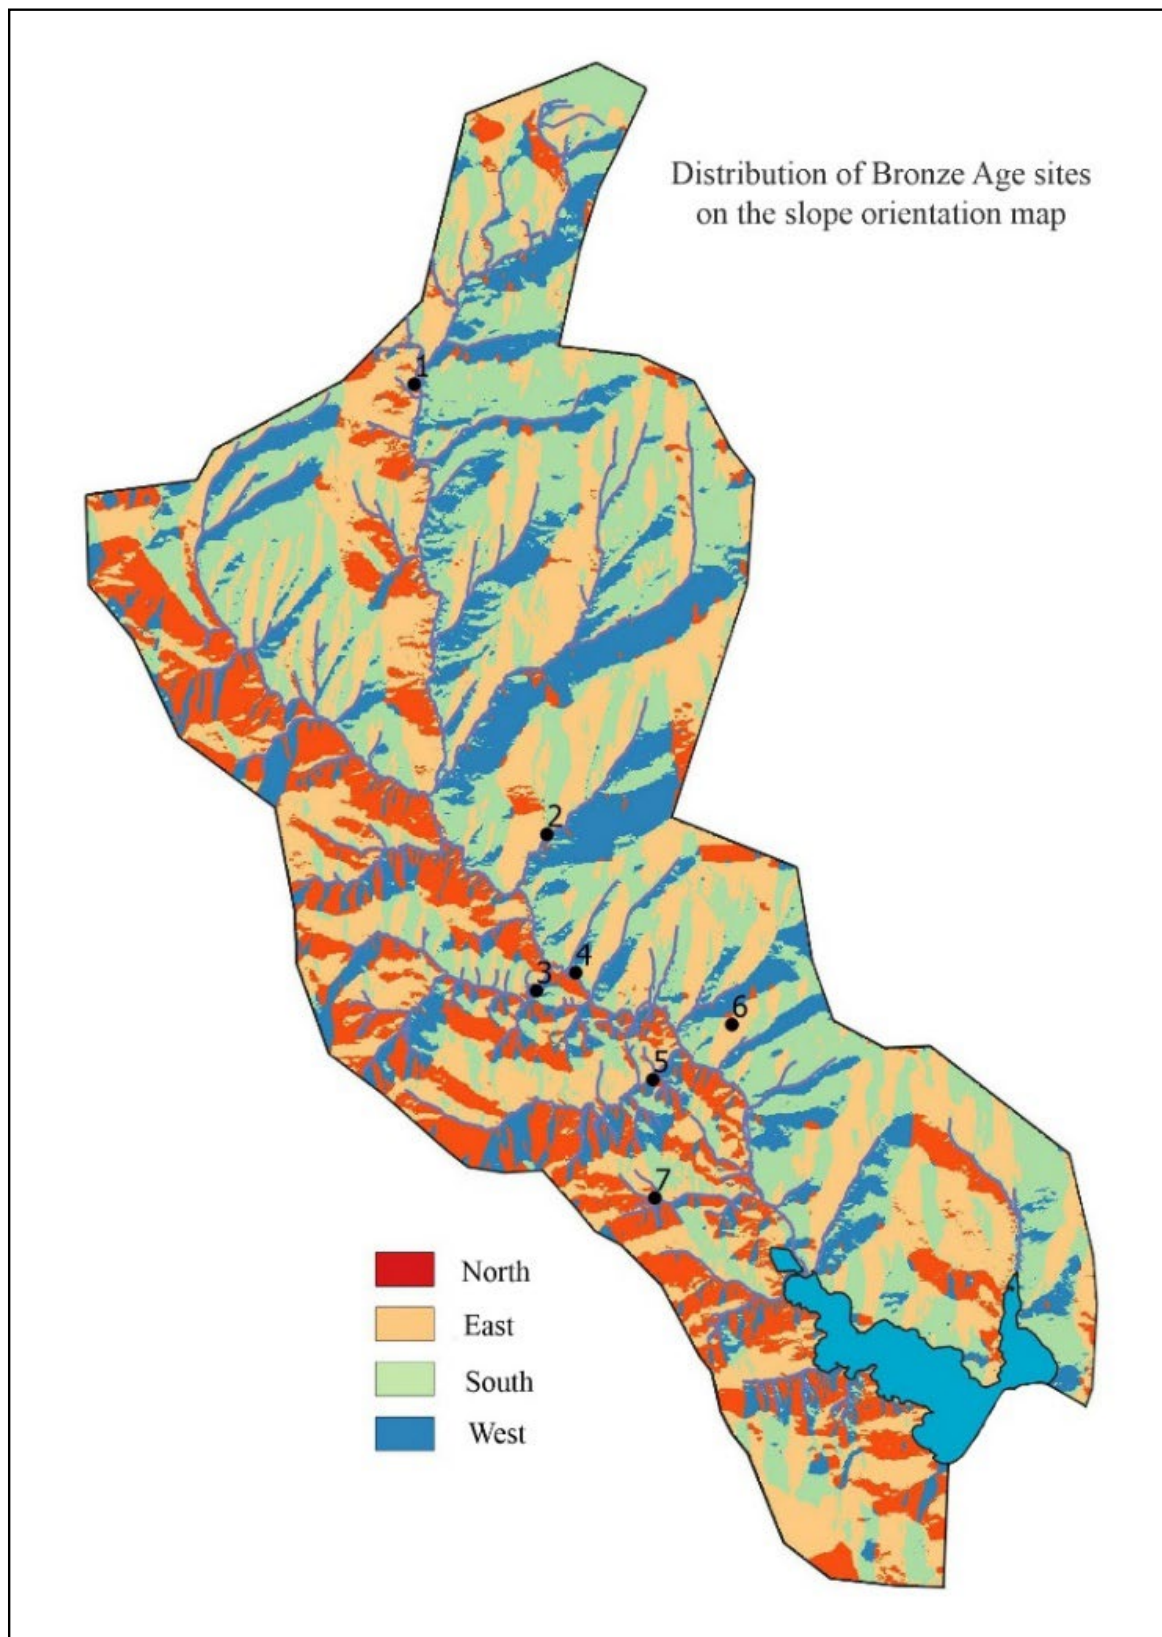 Distribution of Bronze Age sites
on the slope orientation map
1
2
3
4
5
6
7
North
East
South
West